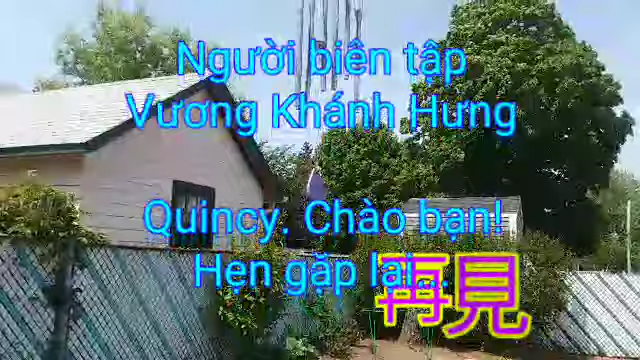 Người biên tập
Vương Khánh Hưng
Quincy. Chào bạn!
Hẹn gặp lại...
再見